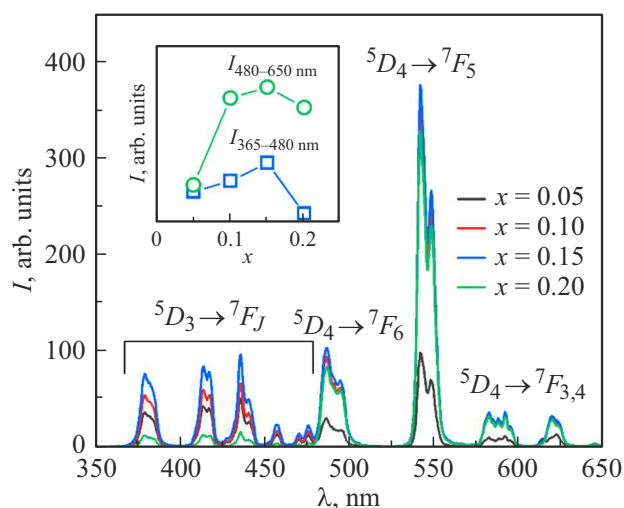 400
300
200
100
0
I, arb. units
350
400
450
500
550
600
650
λ, nm
I480–650 nm
I365–480 nm
I, arb. units
0
0.1
0.2
x
⁵D₄→⁷F₅
x = 0.05
x = 0.10
x = 0.15
x = 0.20
⁵D₃→⁷F_J
⁵D₄→⁷F₆
⁵D₄→⁷F₃,₄